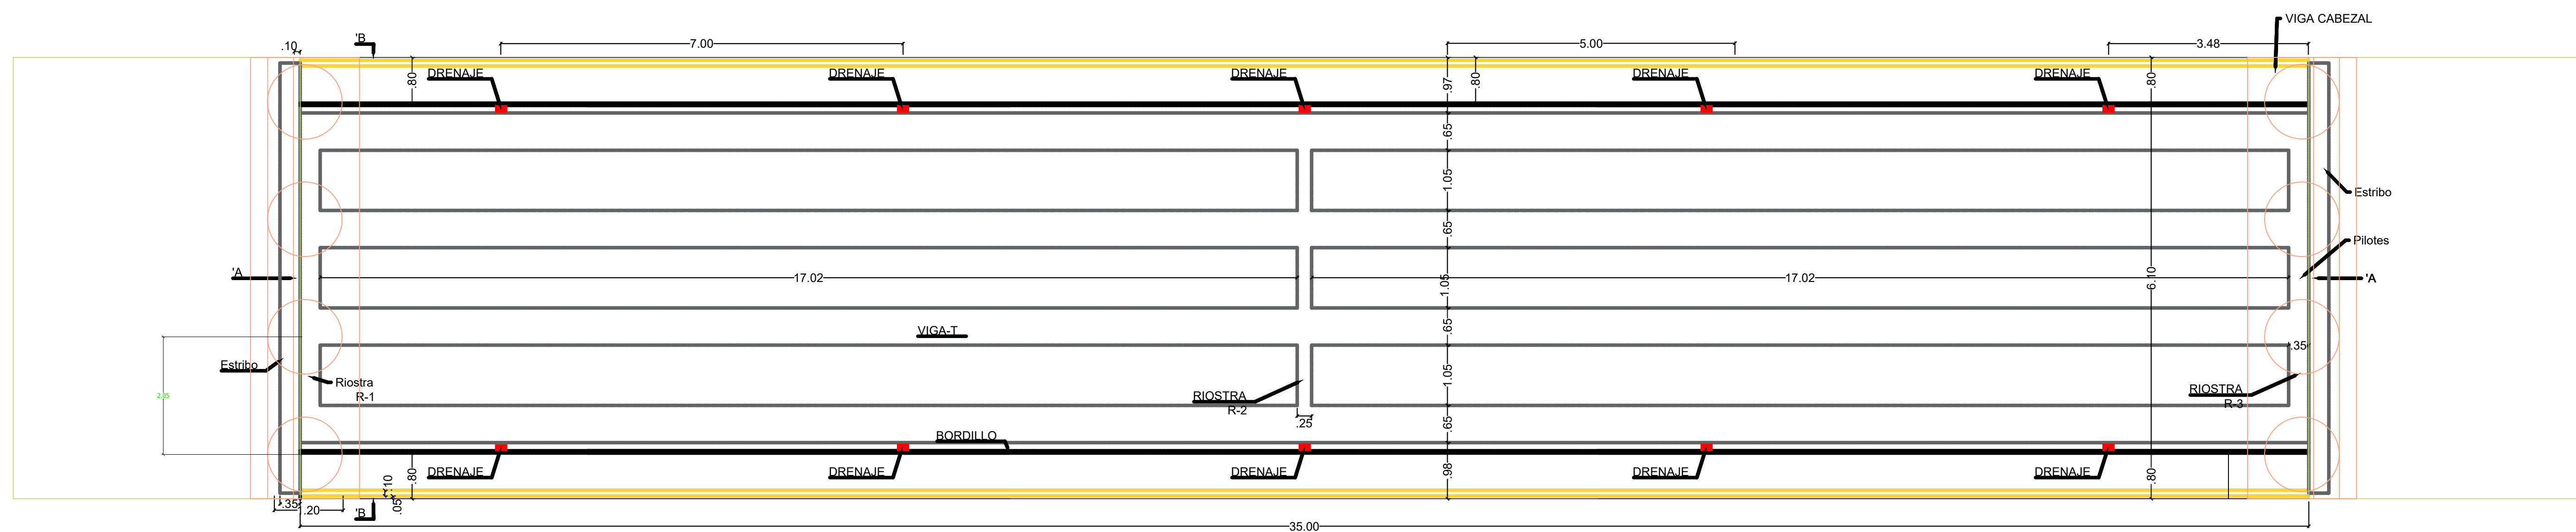 VIGA CABEZAL
.10
'B
7.00
5.00
3.48
DRENAJE
DRENAJE
DRENAJE
DRENAJE
DRENAJE
.80
.97
.80
.80
.65
1.05
Estribo
.65
Pilotes
'A
17.02
1.05
17.02
6.10
'A
VIGA-T
.65
.35
Estribo
Riostra
R-1
2.05
1.05
RIOSTRA
R-2
RIOSTRA
R-3
.25
BORDILLO
.65
DRENAJE
DRENAJE
DRENAJE
DRENAJE
DRENAJE
.80
.98
.80
.10
.05
.35
'B
35.00